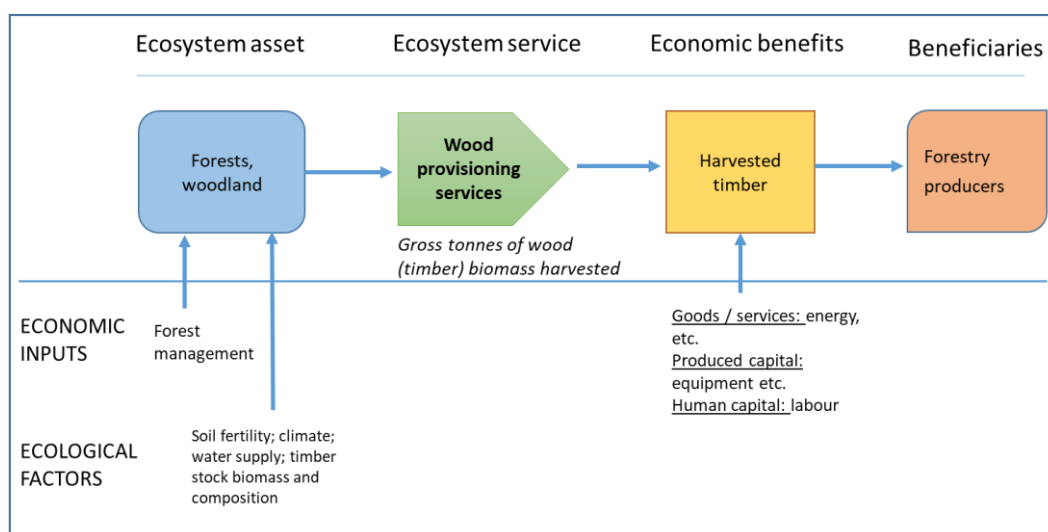 Ecosystem asset
Ecosystem service
Economic benefits
Beneficiaries
Forests,
woodland
Wood
provisioning
services
Harvested
timber
Forestry
producers
Gross tonnes of wood
(timber) biomass harvested
ECONOMIC
INPUTS
Forest
management
Goods / services: energy,
etc.
Produced capital:
equipment etc.
Human capital: labour
ECOLOGICAL
FACTORS
Soil fertility; climate;
water supply; timber
stock biomass and
composition